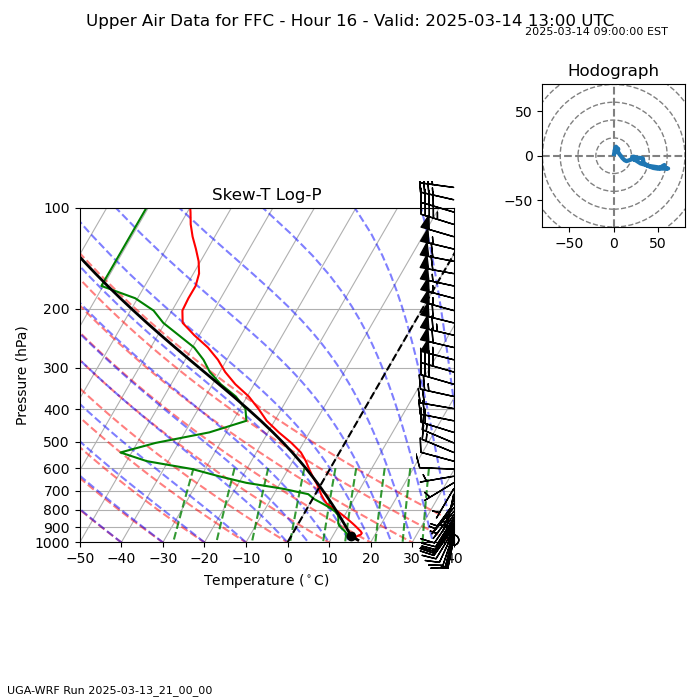 Upper Air Data for FFC - Hour 16 - Valid: 2025-03-14 13:00 UTC
2025-03-14 09:00:00 EST
Hodograph
50
0
−50
−50 0 50
Skew-T Log-P
100
200
300
400
500
600
700
800
900
1000
Pressure (hPa)
−50 −40 −30 −20 −10 0 10 20 30 40
Temperature (°C)
UGA-WRF Run 2025-03-13_21_00_00